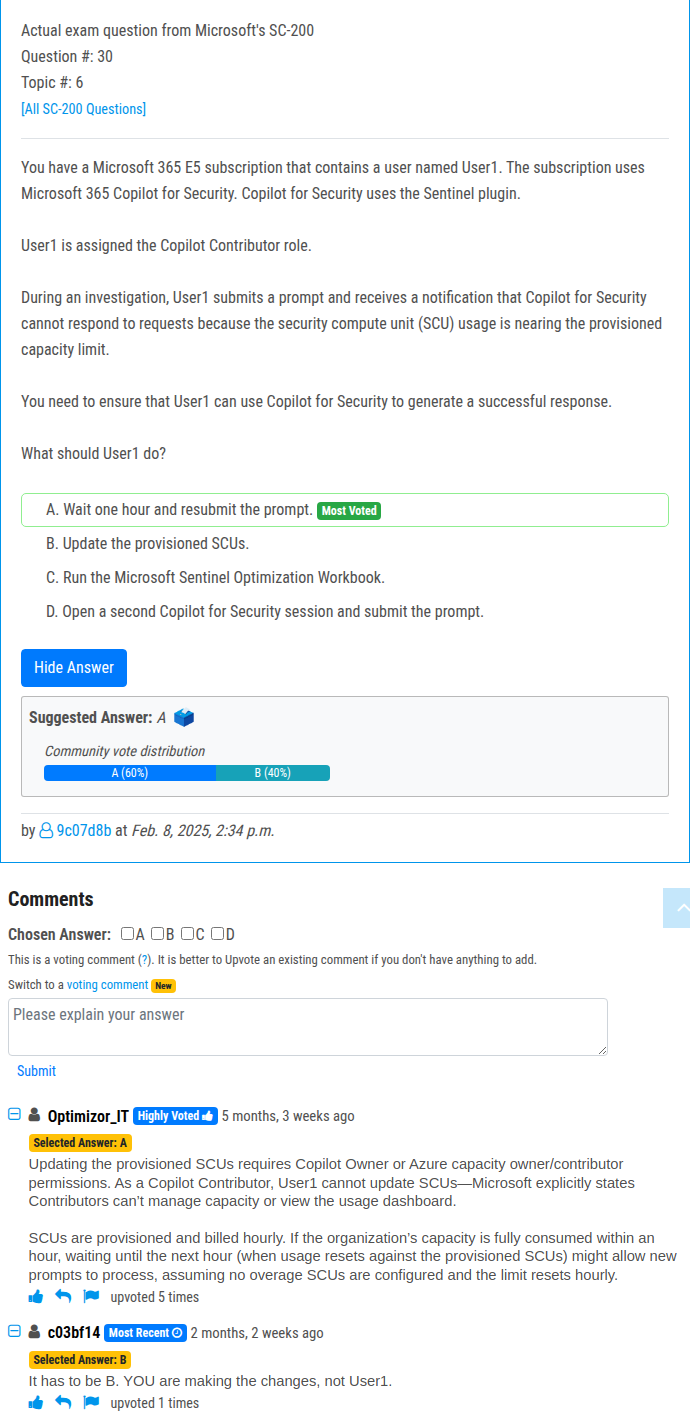 Actual exam question from Microsoft's SC-200
Question #: 30
Topic #: 6
[All SC-200 Questions]
You have a Microsoft 365 E5 subscription that contains a user named User1. The subscription uses
Microsoft 365 Copilot for Security. Copilot for Security uses the Sentinel plugin.
User1 is assigned the Copilot Contributor role.
During an investigation, User1 submits a prompt and receives a notification that Copilot for Security
cannot respond to requests because the security compute unit (SCU) usage is nearing the provisioned
capacity limit.
You need to ensure that User1 can use Copilot for Security to generate a successful response.
What should User1 do?
A. Wait one hour and resubmit the prompt. Most Voted
B. Update the provisioned SCUs.
C. Run the Microsoft Sentinel Optimization Workbook.
D. Open a second Copilot for Security session and submit the prompt.
Hide Answer
Suggested Answer: A
Community vote distribution
A (60%) B (40%)
by 9c07d8b at Feb. 8, 2025, 2:34 p.m.
Comments
Chosen Answer: A B C D
This is a voting comment (?). It is better to Upvote an existing comment if you don't have anything to add.
Switch to a voting comment New
Please explain your answer
Submit
Optimizor_IT Highly Voted 5 months, 3 weeks ago
Selected Answer: A
Updating the provisioned SCUs requires Copilot Owner or Azure capacity owner/contributor
permissions. As a Copilot Contributor, User1 cannot update SCUs—Microsoft explicitly states
Contributors can’t manage capacity or view the usage dashboard.
SCUs are provisioned and billed hourly. If the organization’s capacity is fully consumed within an
hour, waiting until the next hour (when usage resets against the provisioned SCUs) might allow new
prompts to process, assuming no overage SCUs are configured and the limit resets hourly.
upvoted 5 times
c03bf14 Most Recent 2 months, 2 weeks ago
Selected Answer: B
It has to be B. YOU are making the changes, not User1.
upvoted 1 times